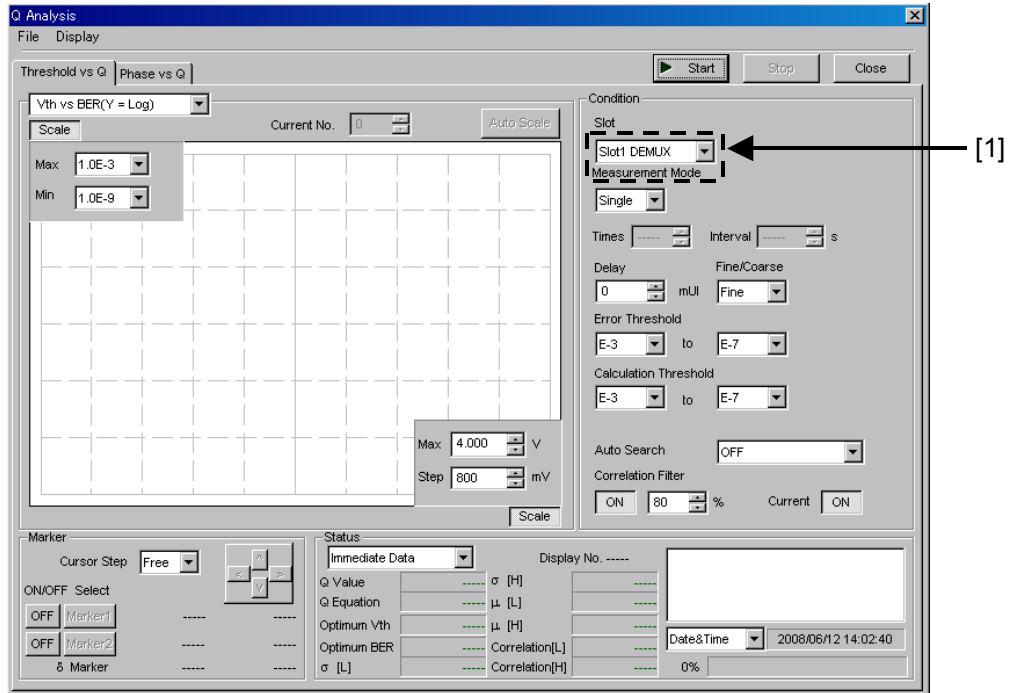 Q Analysis
File Display
Threshold vs Q Phase vs Q
Start Stop Close
Vth vs BER(Y = Log)
Scale
Current No. 0
Auto Scale
Max 1.0E-3
Min 1.0E-9
Max 4.000 V
Step 800 mV
Scale
Condition
Slot
Slot1 DEMUX
[1]
Measurement Mode
Single
Times ----- Interval ----- s
Delay Fine/Coarse
0 mUI Fine
Error Threshold
E-3 to E-7
Calculation Threshold
E-3 to E-7
Auto Search OFF
Correlation Filter
ON 80 % Current ON
Marker
Cursor Step Free
^
< >
v
ON/OFF Select
OFF Marker1 ----- -----
OFF Marker2 ----- -----
δ Marker ----- -----
Status
Immediate Data Display No. -----
Q Value ----- σ [H] -----
Q Equation ----- μ [L] -----
Optimum Vth ----- μ [H] -----
Optimum BER ----- Correlation[L] -----
σ [L] ----- Correlation[H] -----
Date&Time 2008/06/12 14:02:40
0%